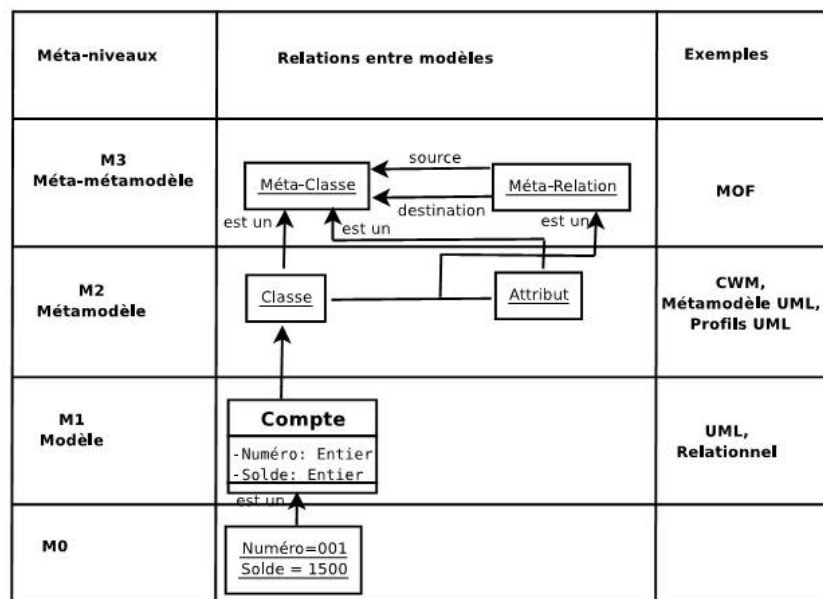 Méta-niveaux
Relations entre modèles
Exemples
M3
Méta-métamodèle
source
Méta-Classe
Méta-Relation
destination
est un
est un
est un
MOF
M2
Métamodèle
Classe
Attribut
CWM,
Métamodèle UML,
Profils UML
M1
Modèle
Compte
-Numéro: Entier
-Solde: Entier
est un
UML,
Relationnel
M0
Numéro=001
Solde = 1500